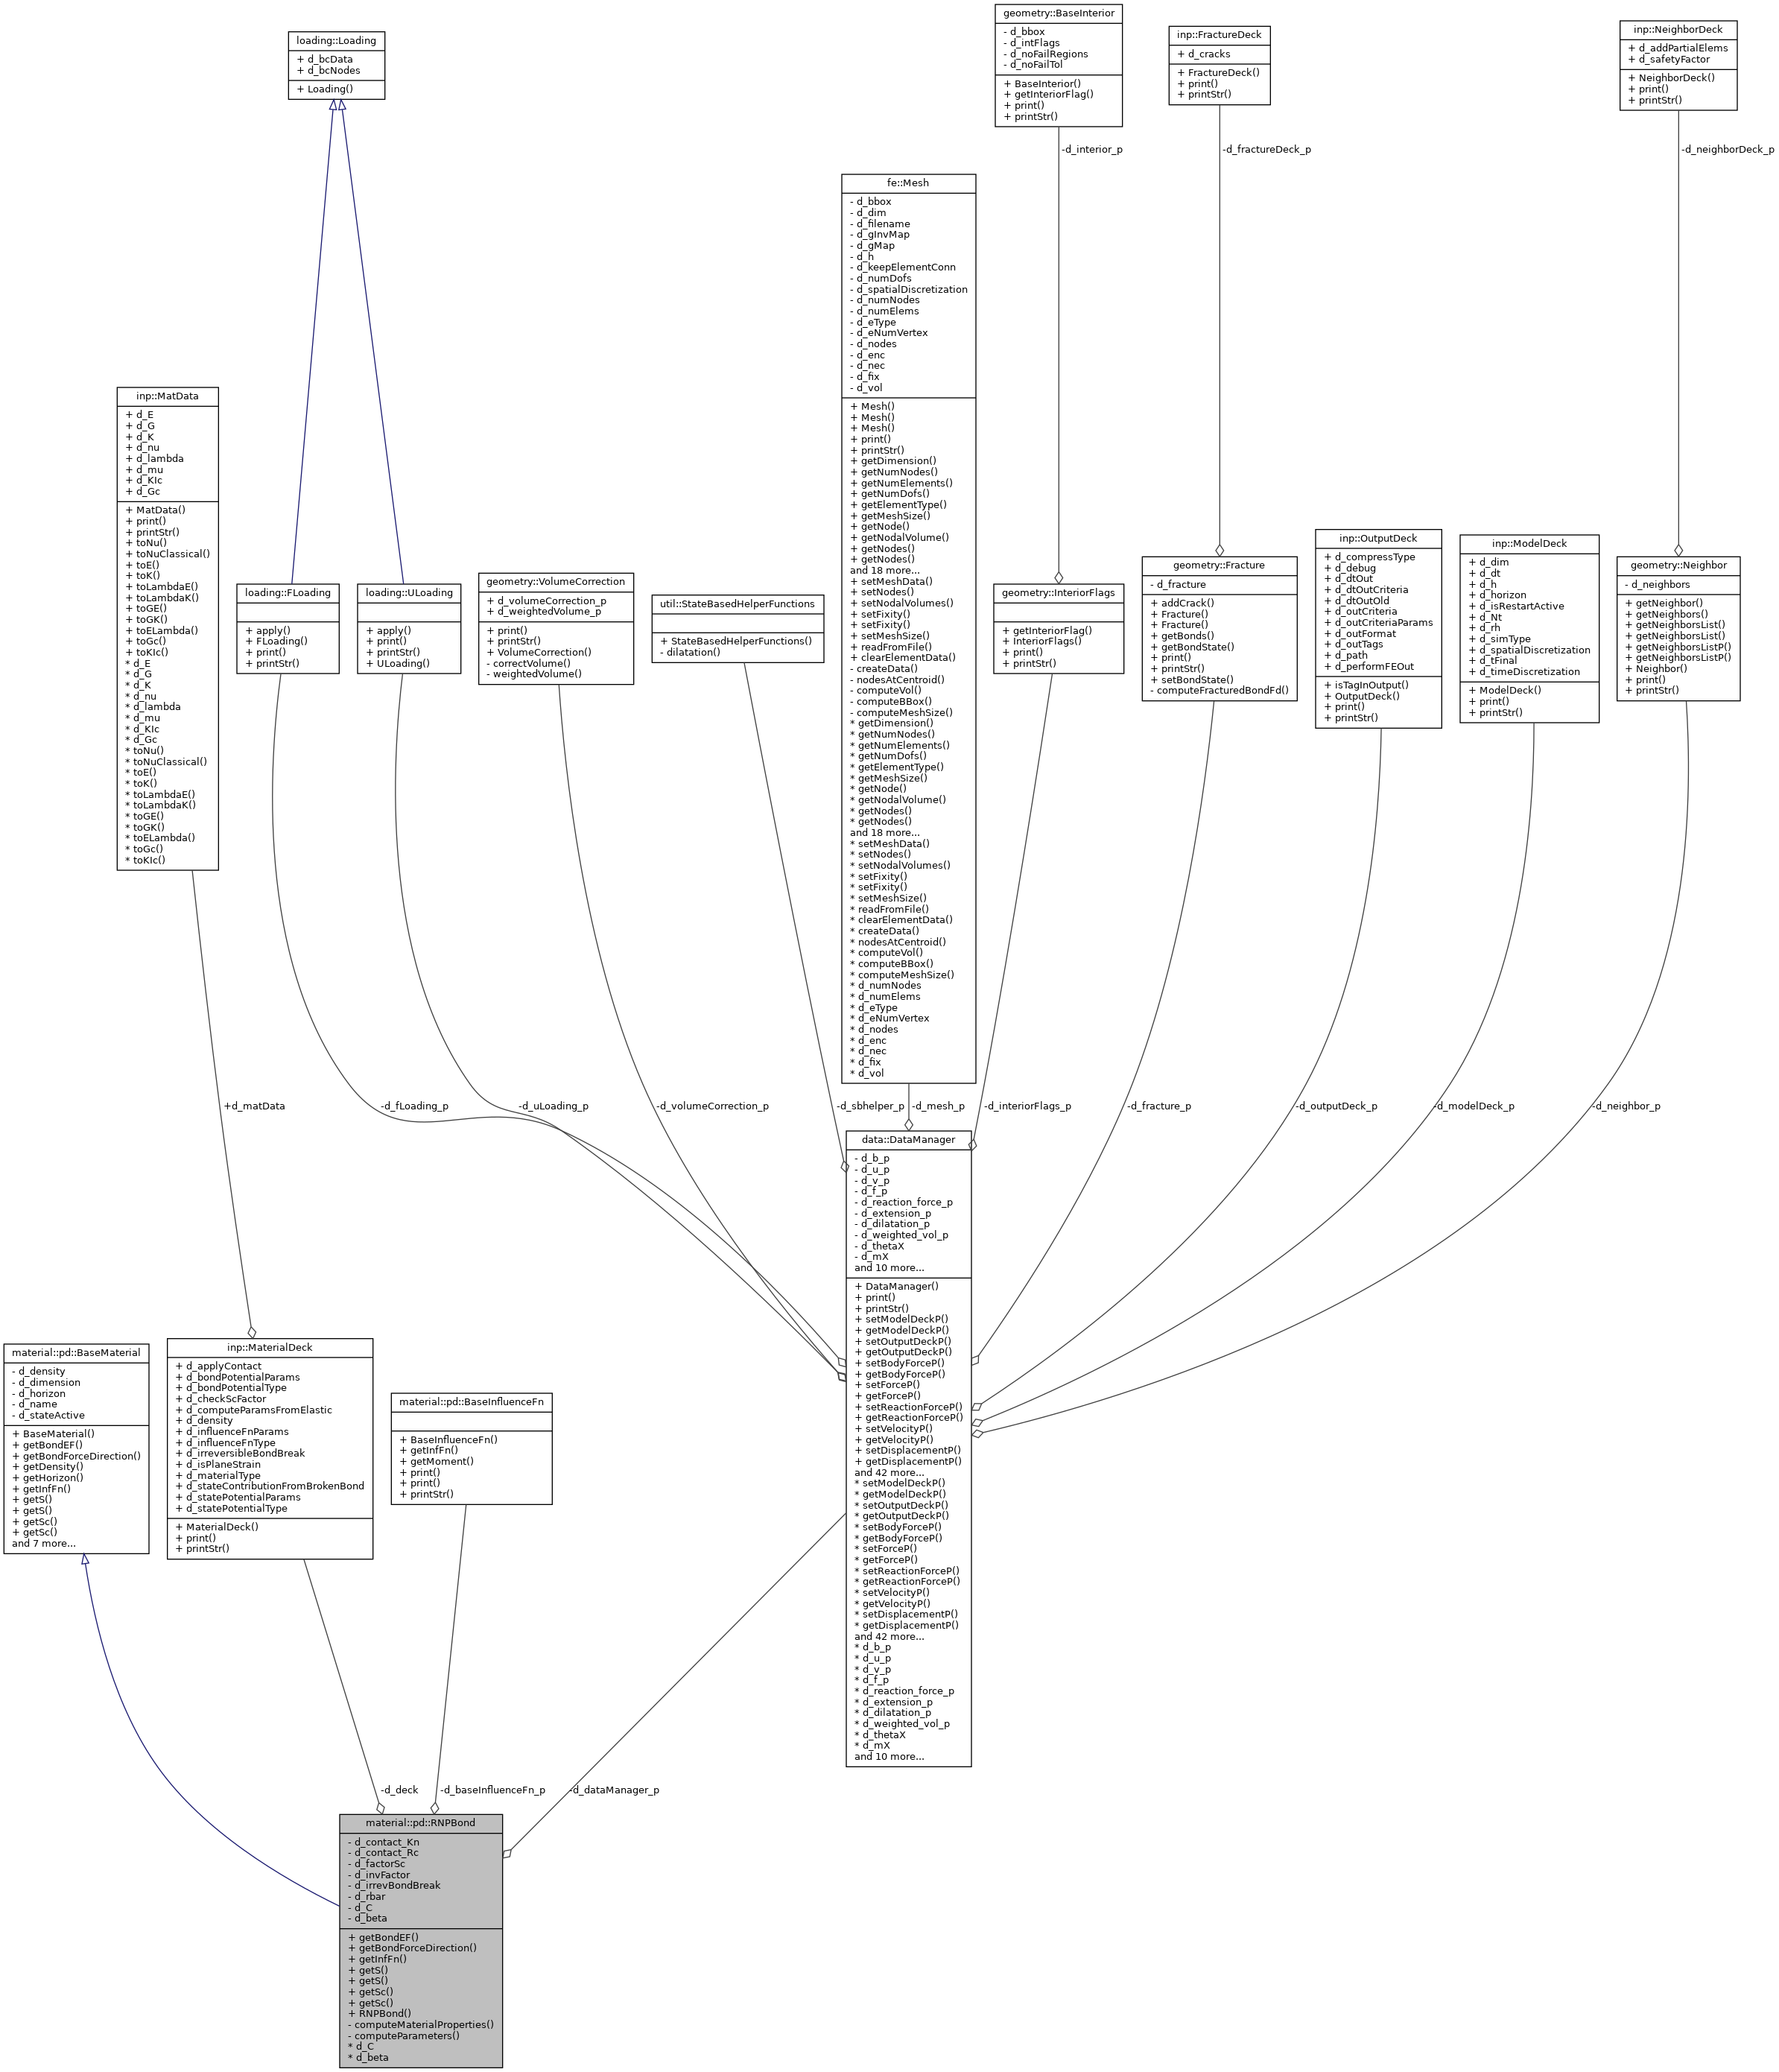 geometry::BaseInterior
- d_bbox
- d_intFlags
- d_noFailRegions
- d_noFailTol
+ BaseInterior()
+ getInteriorFlag()
+ print()
+ printStr()
inp::NeighborDeck
+ d_addPartialElems
+ d_safetyFactor
+ NeighborDeck()
+ print()
+ printStr()
inp::FractureDeck
+ d_cracks
+ FractureDeck()
+ print()
+ printStr()
loading::Loading
+ d_bcData
+ d_bcNodes
+ Loading()
-d_interior_p
-d_fractureDeck_p
-d_neighborDeck_p
fe::Mesh
- d_bbox
- d_dim
- d_filename
- d_gInvMap
- d_gMap
- d_h
- d_keepElementConn
- d_numDofs
- d_spatialDiscretization
- d_numNodes
- d_numElems
- d_eType
- d_eNumVertex
- d_nodes
- d_enc
- d_nec
- d_fix
- d_vol
+ Mesh()
+ Mesh()
+ Mesh()
+ print()
+ printStr()
+ getDimension()
+ getNumNodes()
+ getNumElements()
+ getNumDofs()
+ getElementType()
+ getMeshSize()
+ getNode()
+ getNodalVolume()
+ getNodes()
+ getNodes()
and 18 more...
+ setMeshData()
+ setNodes()
+ setNodalVolumes()
+ setFixity()
+ setFixity()
+ setMeshSize()
+ readFromFile()
+ clearElementData()
- createData()
- nodesAtCentroid()
- computeVol()
- computeBBox()
- computeMeshSize()
* getDimension()
* getNumNodes()
* getNumElements()
* getNumDofs()
* getElementType()
* getMeshSize()
* getNode()
* getNodalVolume()
* getNodes()
* getNodes()
and 18 more...
* setMeshData()
* setNodes()
* setNodalVolumes()
* setFixity()
* setFixity()
* setMeshSize()
* readFromFile()
* clearElementData()
* createData()
* nodesAtCentroid()
* computeVol()
* computeBBox()
* computeMeshSize()
* d_numNodes
* d_numElems
* d_eType
* d_eNumVertex
* d_nodes
* d_enc
* d_nec
* d_fix
* d_vol
inp::MatData
+ d_E
+ d_G
+ d_K
+ d_nu
+ d_lambda
+ d_mu
+ d_KIc
+ d_Gc
+ MatData()
+ print()
+ printStr()
+ toNu()
+ toNuClassical()
+ toE()
+ toK()
+ toLambdaE()
+ toLambdaK()
+ toGE()
+ toGK()
+ toELambda()
+ toGc()
+ toKIc()
* d_E
* d_G
* d_K
* d_nu
* d_lambda
* d_mu
* d_KIc
* d_Gc
* toNu()
* toNuClassical()
* toE()
* toK()
* toLambdaE()
* toLambdaK()
* toGE()
* toGK()
* toELambda()
* toGc()
* toKIc()
loading::FLoading
+ apply()
+ FLoading()
+ print()
+ printStr()
loading::ULoading
+ apply()
+ print()
+ printStr()
+ ULoading()
geometry::VolumeCorrection
+ d_volumeCorrection_p
+ d_weightedVolume_p
+ print()
+ printStr()
+ VolumeCorrection()
- correctVolume()
- weightedVolume()
util::StateBasedHelperFunctions
+ StateBasedHelperFunctions()
- dilatation()
geometry::InteriorFlags
+ getInteriorFlag()
+ InteriorFlags()
+ print()
+ printStr()
geometry::Fracture
- d_fracture
+ addCrack()
+ Fracture()
+ Fracture()
+ getBonds()
+ getBondState()
+ print()
+ printStr()
+ setBondState()
- computeFracturedBondFd()
inp::OutputDeck
+ d_compressType
+ d_debug
+ d_dtOut
+ d_dtOutCriteria
+ d_dtOutOld
+ d_outCriteria
+ d_outCriteriaParams
+ d_outFormat
+ d_outTags
+ d_path
+ d_performFEOut
+ isTagInOutput()
+ OutputDeck()
+ print()
+ printStr()
inp::ModelDeck
+ d_dim
+ d_dt
+ d_h
+ d_horizon
+ d_isRestartActive
+ d_Nt
+ d_rh
+ d_simType
+ d_spatialDiscretization
+ d_tFinal
+ d_timeDiscretization
+ ModelDeck()
+ print()
+ printStr()
geometry::Neighbor
- d_neighbors
+ getNeighbor()
+ getNeighbors()
+ getNeighborsList()
+ getNeighborsList()
+ getNeighborsListP()
+ getNeighborsListP()
+ Neighbor()
+ print()
+ printStr()
+d_matData
-d_fLoading_p
-d_uLoading_p
-d_volumeCorrection_p
-d_sbhelper_p
-d_mesh_p
-d_interiorFlags_p
-d_fracture_p
-d_outputDeck_p
-d_modelDeck_p
-d_neighbor_p
data::DataManager
- d_b_p
- d_u_p
- d_v_p
- d_f_p
- d_reaction_force_p
- d_extension_p
- d_dilatation_p
- d_weighted_vol_p
- d_thetaX
- d_mX
and 10 more...
+ DataManager()
+ print()
+ printStr()
+ setModelDeckP()
+ getModelDeckP()
+ setOutputDeckP()
+ getOutputDeckP()
+ setBodyForceP()
+ getBodyForceP()
+ setForceP()
+ getForceP()
+ setReactionForceP()
+ getReactionForceP()
+ setVelocityP()
+ getVelocityP()
+ setDisplacementP()
+ getDisplacementP()
and 42 more...
* setModelDeckP()
* getModelDeckP()
* setOutputDeckP()
* getOutputDeckP()
* setBodyForceP()
* getBodyForceP()
* setForceP()
* getForceP()
* setReactionForceP()
* getReactionForceP()
* setVelocityP()
* getVelocityP()
* setDisplacementP()
* getDisplacementP()
and 42 more...
* d_b_p
* d_u_p
* d_v_p
* d_f_p
* d_reaction_force_p
* d_extension_p
* d_dilatation_p
* d_weighted_vol_p
* d_thetaX
* d_mX
and 10 more...
material::pd::BaseMaterial
- d_density
- d_dimension
- d_horizon
- d_name
- d_stateActive
+ BaseMaterial()
+ getBondEF()
+ getBondForceDirection()
+ getDensity()
+ getHorizon()
+ getInfFn()
+ getS()
+ getS()
+ getSc()
+ getSc()
and 7 more...
inp::MaterialDeck
+ d_applyContact
+ d_bondPotentialParams
+ d_bondPotentialType
+ d_checkScFactor
+ d_computeParamsFromElastic
+ d_density
+ d_influenceFnParams
+ d_influenceFnType
+ d_irreversibleBondBreak
+ d_isPlaneStrain
+ d_materialType
+ d_stateContributionFromBrokenBond
+ d_statePotentialParams
+ d_statePotentialType
+ MaterialDeck()
+ print()
+ printStr()
material::pd::BaseInfluenceFn
+ BaseInfluenceFn()
+ getInfFn()
+ getMoment()
+ print()
+ print()
+ printStr()
-d_deck
-d_baseInfluenceFn_p
-d_dataManager_p
material::pd::RNPBond
- d_contact_Kn
- d_contact_Rc
- d_factorSc
- d_invFactor
- d_irrevBondBreak
- d_rbar
- d_C
- d_beta
+ getBondEF()
+ getBondForceDirection()
+ getInfFn()
+ getS()
+ getS()
+ getSc()
+ getSc()
+ RNPBond()
- computeMaterialProperties()
- computeParameters()
* d_C
* d_beta